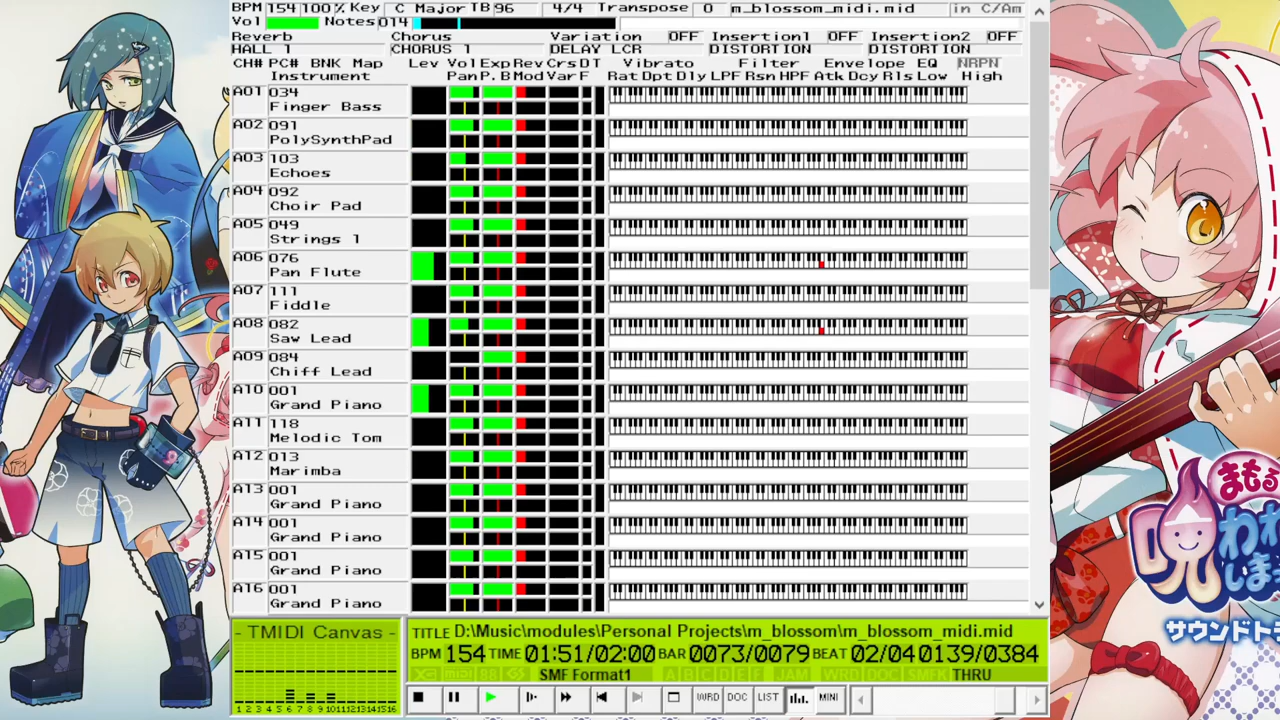 BPM 154 100% Key C Major TB 96 4/4 Transpose 0 m_blossom_midi.mid in C/Am
Vol Notes 014
Reverb Chorus Variation OFF Insertion1 OFF Insertion2 OFF
HALL 1 CHORUS 1 DELAY LCR DISTORTION DISTORTION
CH# PC# BNK Map Lev Vol Exp Rev Crs DT Vibrato Filter Envelope EQ NRPN
Instrument Pan P.B Mod Var F Rat Dpt Dly LPF Rsn HPF Atk Dcy Rls Low High
A01 034
Finger Bass
A02 091
PolySynthPad
A03 103
Echoes
A04 092
Choir Pad
A05 049
Strings 1
A06 076
Pan Flute
A07 111
Fiddle
A08 082
Saw Lead
A09 084
Chiff Lead
A10 001
Grand Piano
A11 118
Melodic Tom
A12 013
Marimba
A13 001
Grand Piano
A14 001
Grand Piano
A15 001
Grand Piano
A16 001
Grand Piano
- TMIDI Canvas -
1 2 3 4 5 6 7 8 9 10 11 12 13 14 15 16
TITLE D:\Music\modules\Personal Projects\m_blossom\m_blossom_midi.mid
BPM 154 TIME 01:51/02:00 BAR 0073/0079 BEAT 02/04 0139/0384
SMF Format1 THRU
WRD DOC LIST MINI
まもる
呪わ
いま
サウンドト